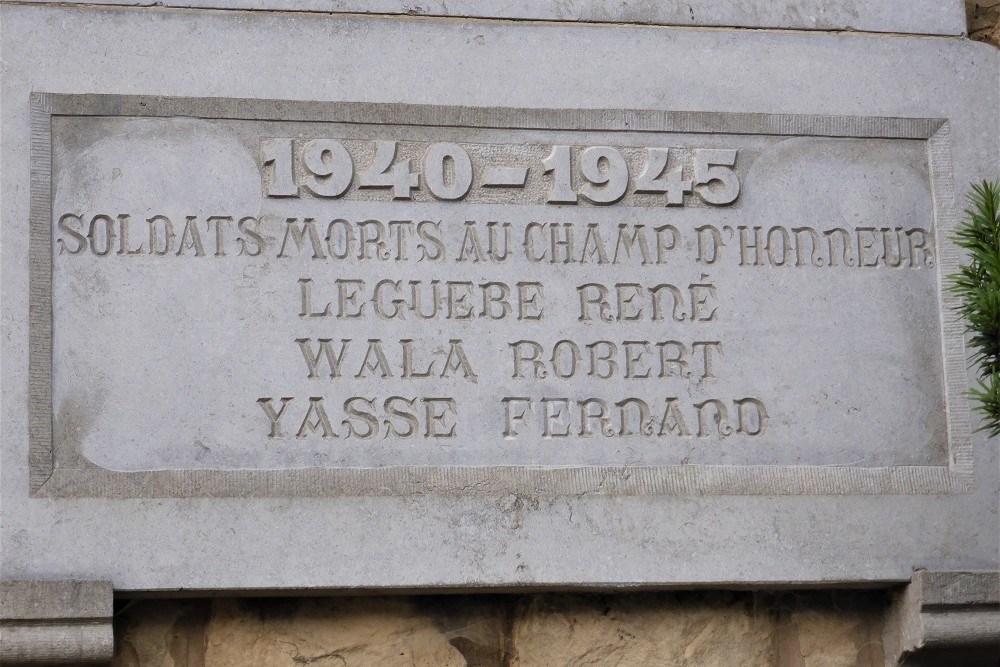 1940-1945
SOLDATS MORTS AU CHAMP D'HONNEUR
LEGUEBE RENÉ
WALA ROBERT
YASSE FERNAND